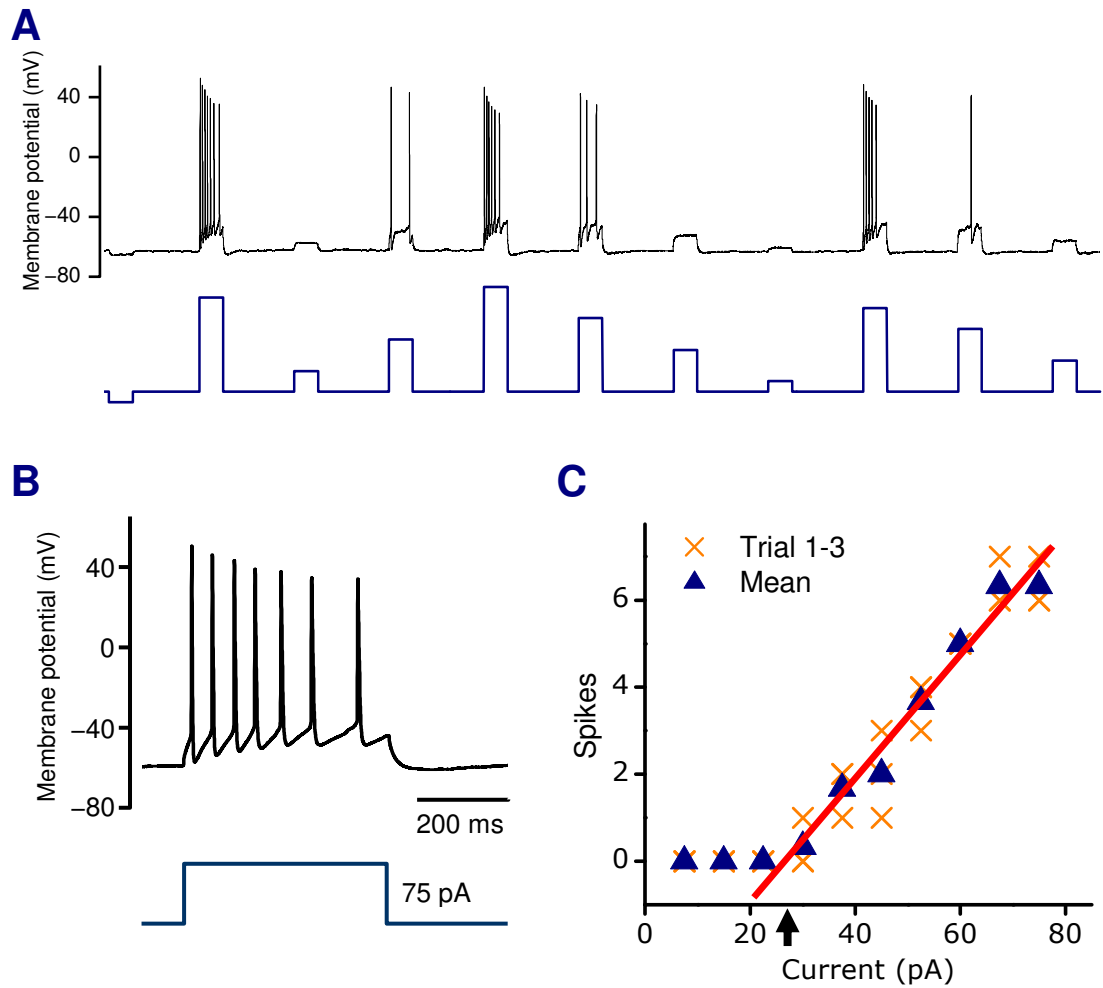 A
Membrane potential (mV)
40
0
−40
−80
B
Membrane potential (mV)
40
0
−40
−80
200 ms
75 pA
C
Trial 1-3
Mean
Spikes
6
4
2
0
0 20 40 60 80
Current (pA)